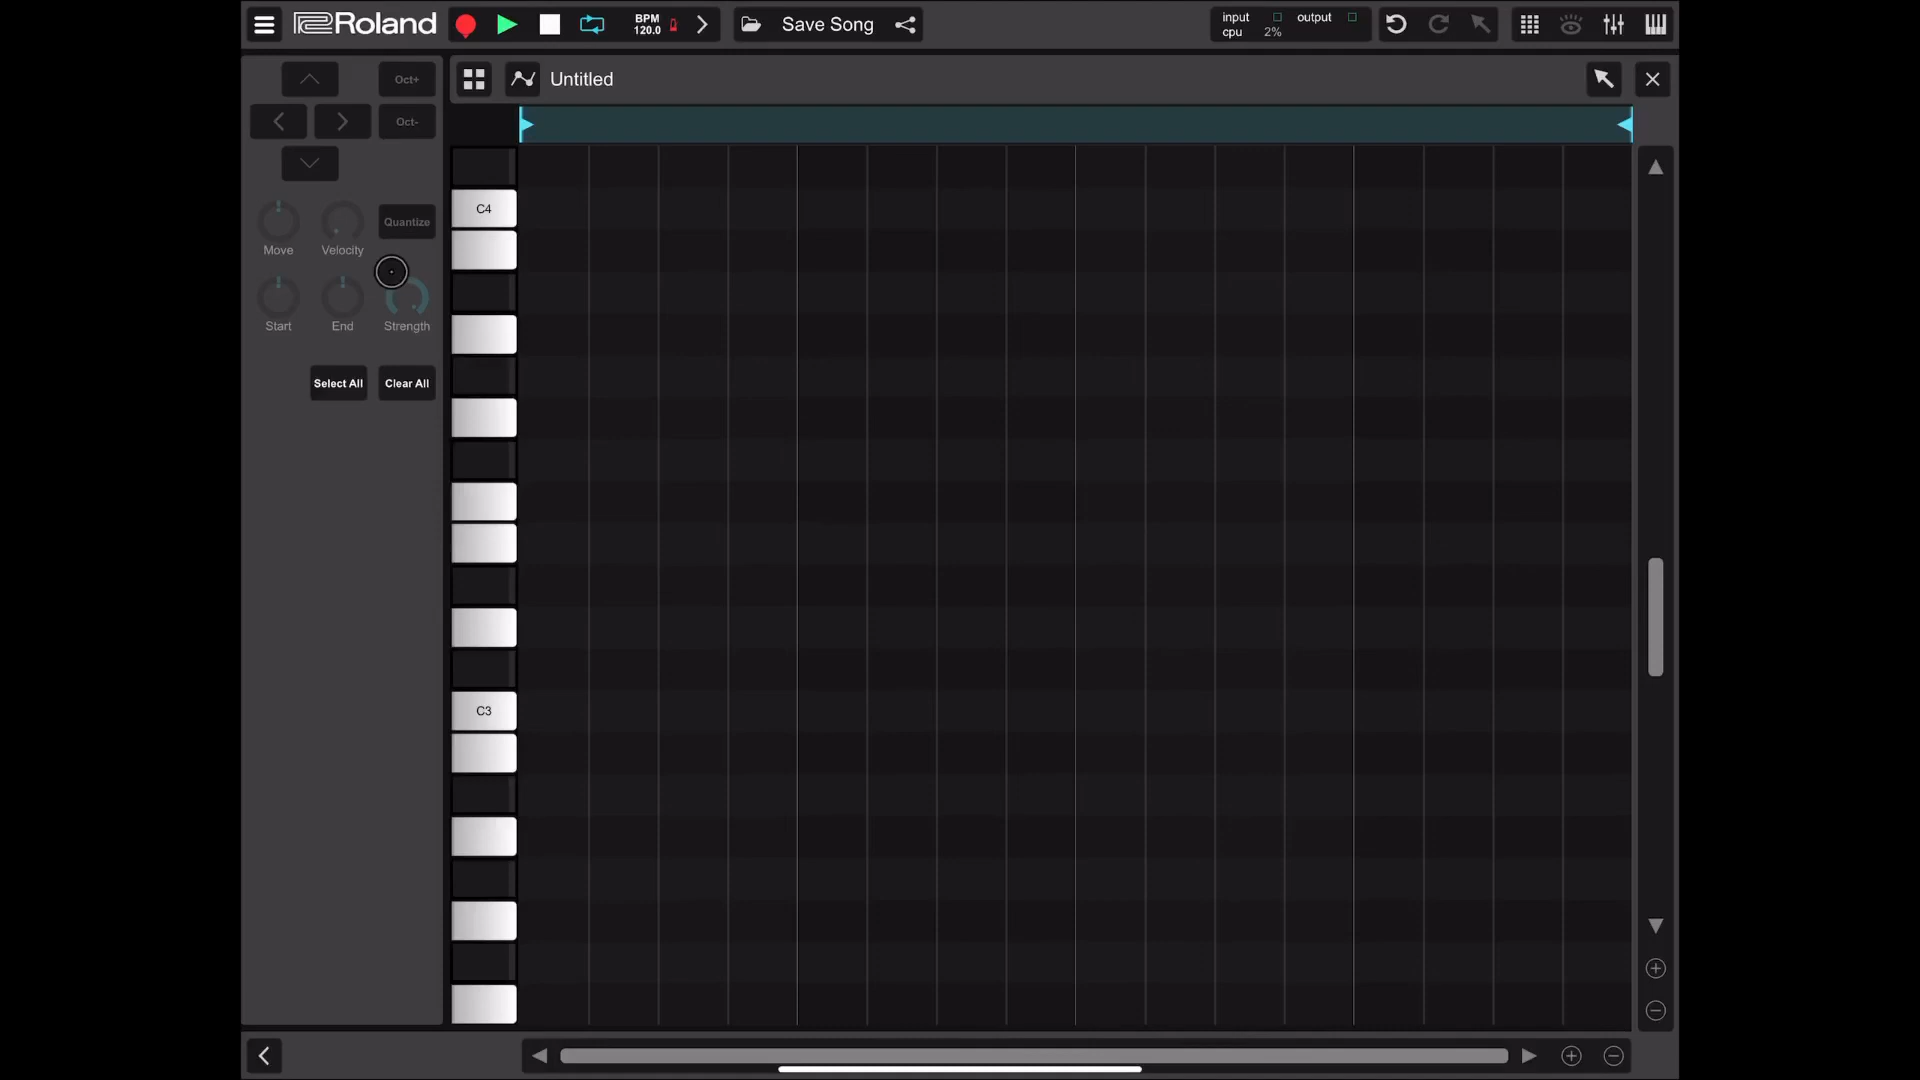 Roland
BPM
120.0
Save Song
input
output
cpu
2%
Oct+
Untitled
Oct-
C4
Quantize
Move
Velocity
Start
End
Strength
Select All
Clear All
C3